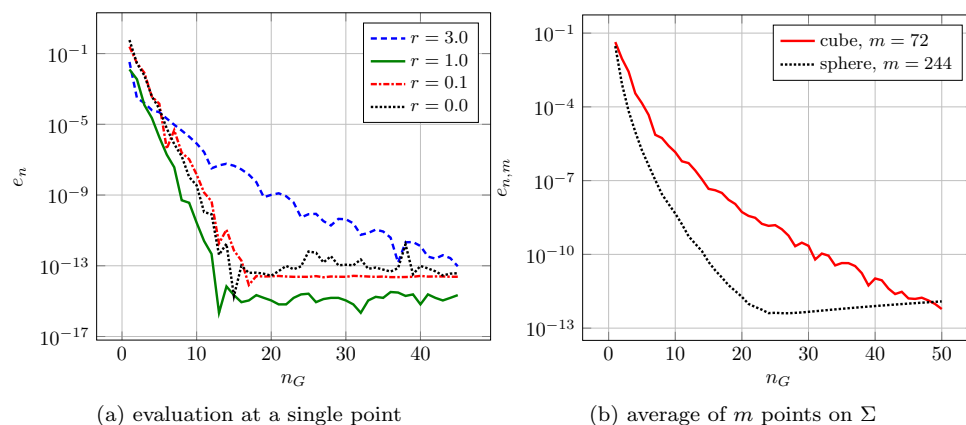 10^{-1}
10^{-5}
10^{-9}
10^{-13}
10^{-17}
e_n
r = 3.0
r = 1.0
r = 0.1
r = 0.0
0 10 20 30 40
n_G
(a) evaluation at a single point
10^{-1}
10^{-4}
10^{-7}
10^{-10}
10^{-13}
e_{n,m}
cube, m = 72
sphere, m = 244
0 10 20 30 40 50
n_G
(b) average of m points on Σ